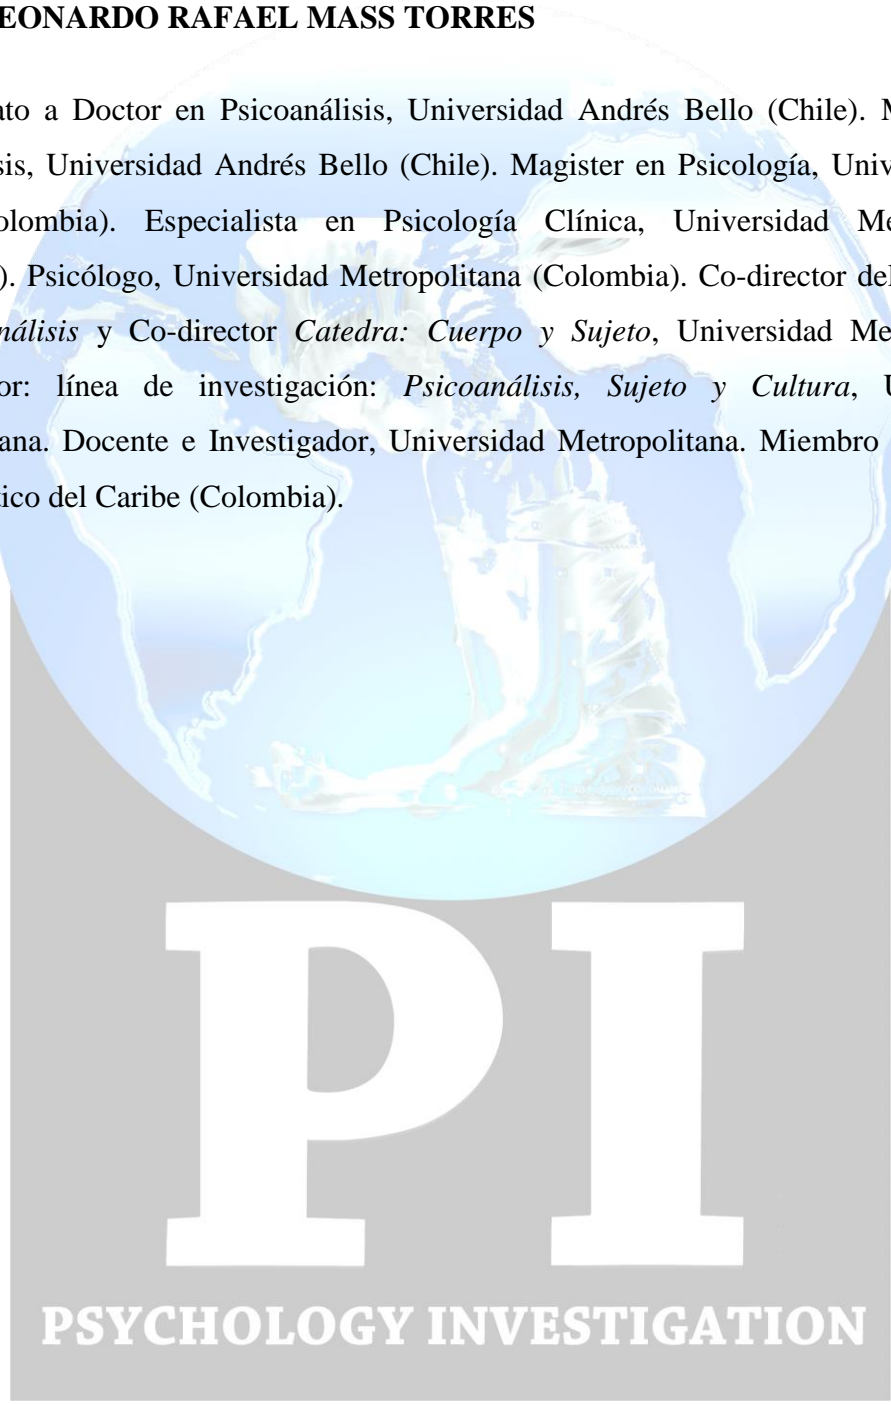 EONARDO RAFAEL MASS TORRES
ato a Doctor en Psicoanálisis, Universidad Andrés Bello (Chile). M
sis, Universidad Andrés Bello (Chile). Magister en Psicología, Univ
olombia). Especialista en Psicología Clínica, Universidad Me
). Psicólogo, Universidad Metropolitana (Colombia). Co-director del
nálisis y Co-director Catedra: Cuerpo y Sujeto, Universidad Me
or: línea de investigación: Psicoanálisis, Sujeto y Cultura, U
ana. Docente e Investigador, Universidad Metropolitana. Miembro
tico del Caribe (Colombia).
PI
PSYCHOLOGY INVESTIGATION